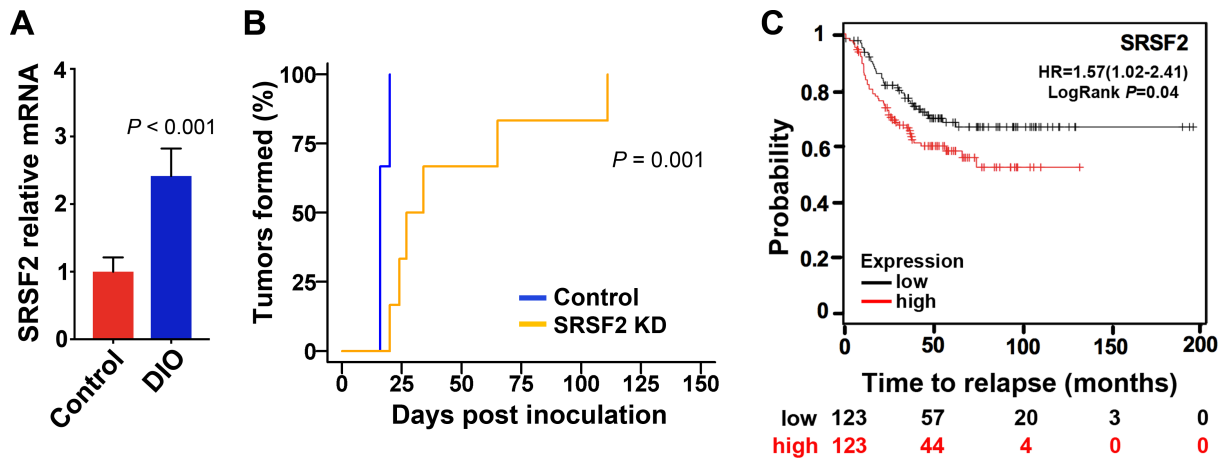 A
SRSF2 relative mRNA
4
3
2
1
0
P < 0.001
Control
DIO
B
Tumors formed (%)
100
75
50
25
0
P = 0.001
Control
SRSF2 KD
0
25
50
75
100
125
150
Days post inoculation
C
Probability
1
0.8
0.6
0.4
0.2
0
SRSF2
HR=1.57(1.02-2.41)
LogRank P=0.04
Expression
low
high
0
50
100
150
200
Time to relapse (months)
low 123 57 20 3 0
high 123 44 4 0 0